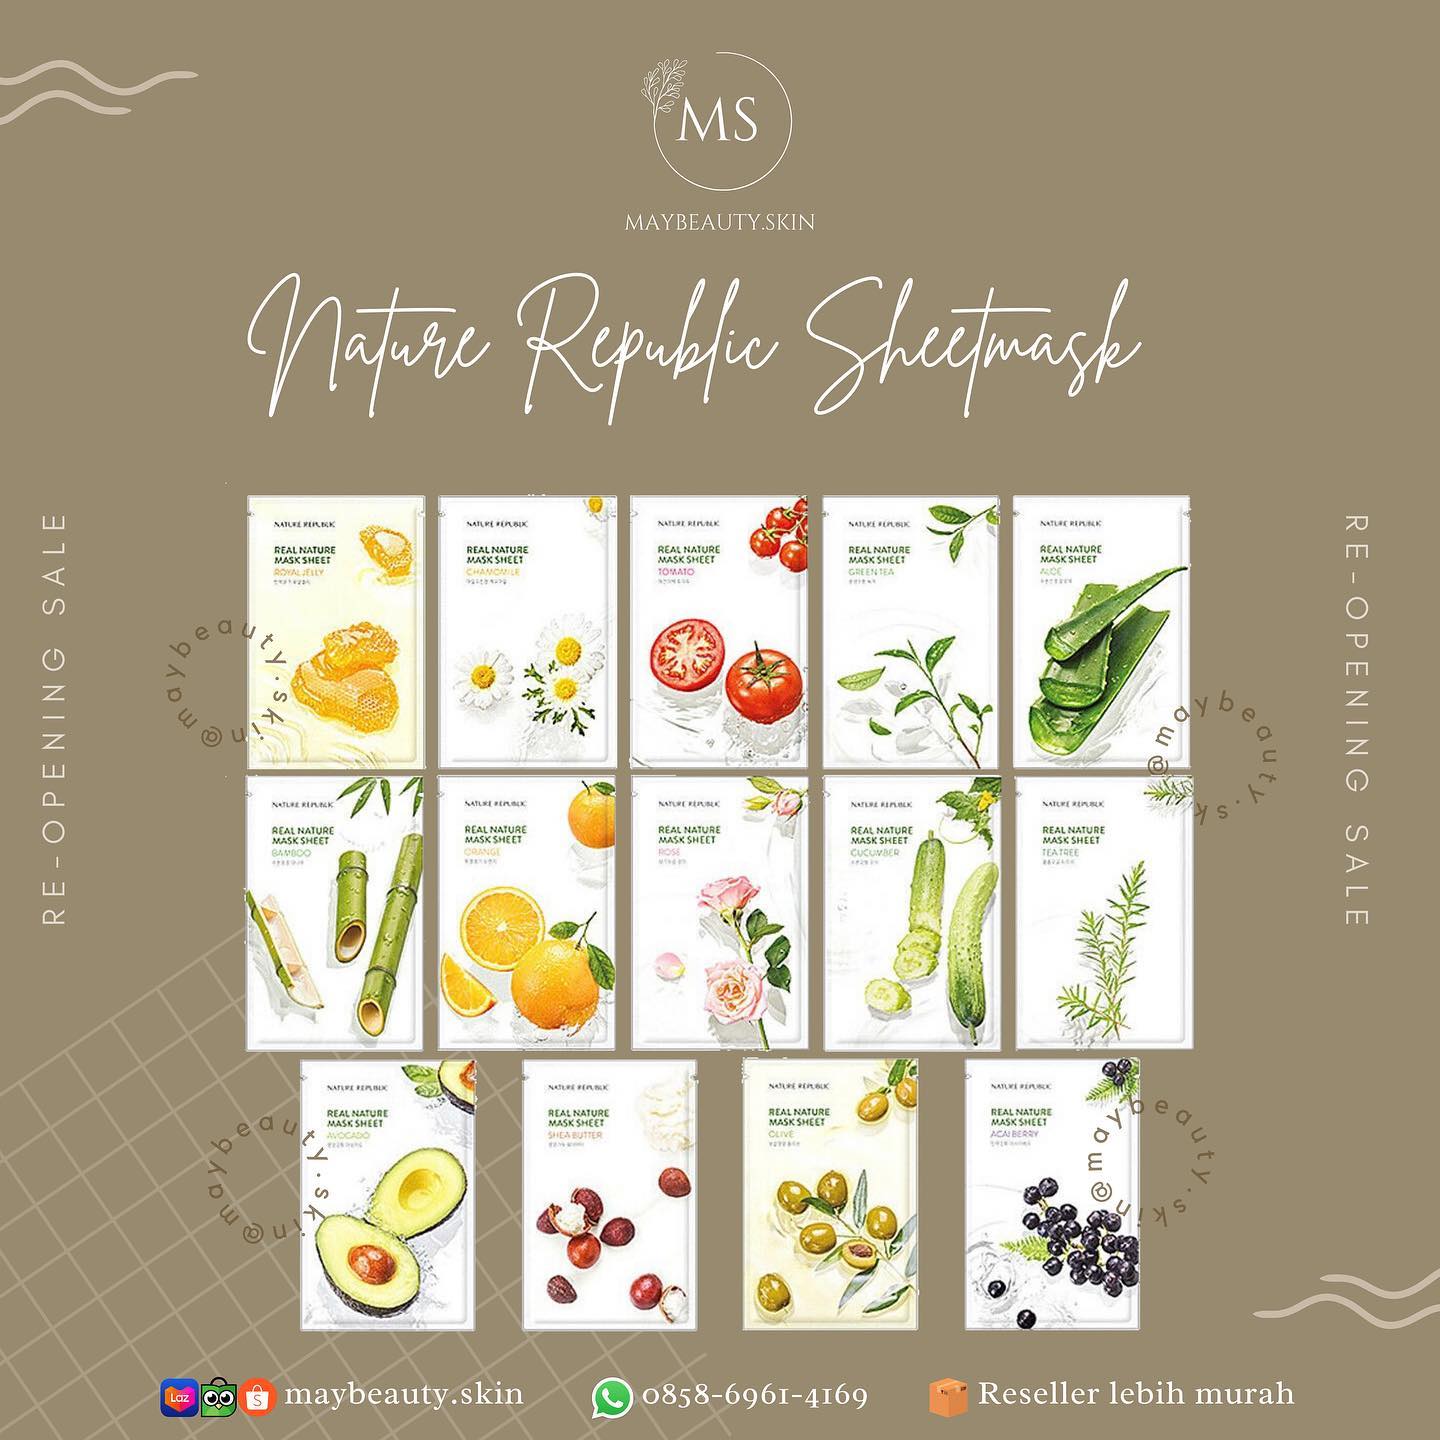 MS
MAYBEAUTY.SKIN
Nature Republic Sheetmask
RE-OPENING SALE
RE-OPENING SALE
NATURE REPUBLIC
REAL NATURE
MASK SHEET
ROYAL JELLY
NATURE REPUBLIC
REAL NATURE
MASK SHEET
CHAMOMILE
NATURE REPUBLIC
REAL NATURE
MASK SHEET
TOMATO
NATURE REPUBLIC
REAL NATURE
MASK SHEET
GREEN TEA
NATURE REPUBLIC
REAL NATURE
MASK SHEET
ALOE
@maybeauty.skin
@maybeauty.sk
NATURE REPUBLIC
REAL NATURE
MASK SHEET
BAMBOO
NATURE REPUBLIC
REAL NATURE
MASK SHEET
ORANGE
NATURE REPUBLIC
REAL NATURE
MASK SHEET
ROSE
NATURE REPUBLIC
REAL NATURE
MASK SHEET
CUCUMBER
NATURE REPUBLIC
REAL NATURE
MASK SHEET
TEA TREE
NATURE REPUBLIC
REAL NATURE
MASK SHEET
AVOCADO
NATURE REPUBLIC
REAL NATURE
MASK SHEET
SHEA BUTTER
NATURE REPUBLIC
REAL NATURE
MASK SHEET
OLIVE
NATURE REPUBLIC
REAL NATURE
MASK SHEET
ACAI BERRY
@maybeauty.skin
@maybeauty.skin
Laz
maybeauty.skin
0858-6961-4169
Reseller lebih murah